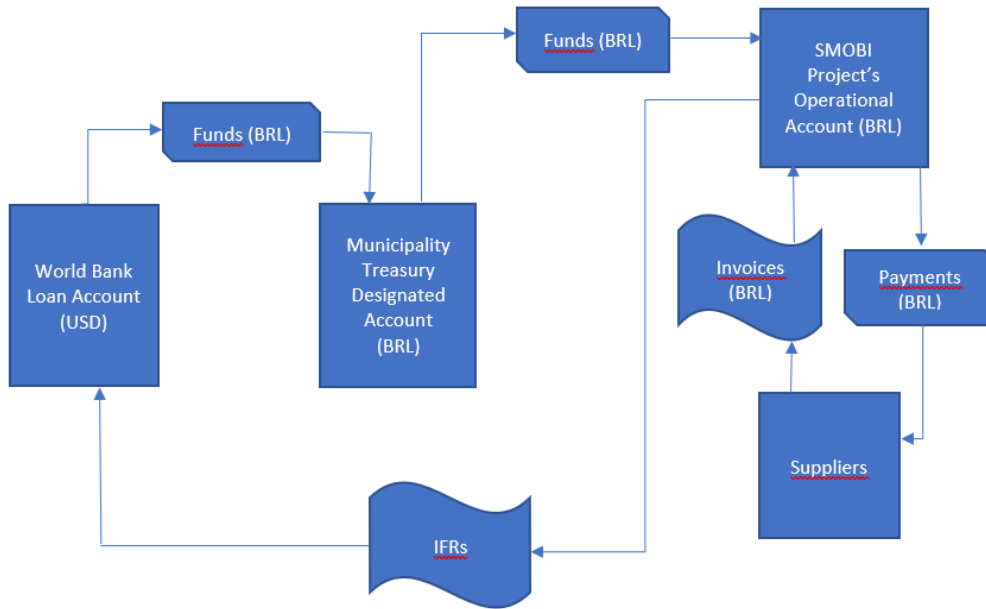 Funds (BRL)
SMOBI
Project's
Operational
Account (BRL)
Funds (BRL)
World Bank
Loan Account
(USD)
Municipality
Treasury
Designated
Account
(BRL)
Invoices
(BRL)
Payments
(BRL)
Suppliers
IFRs